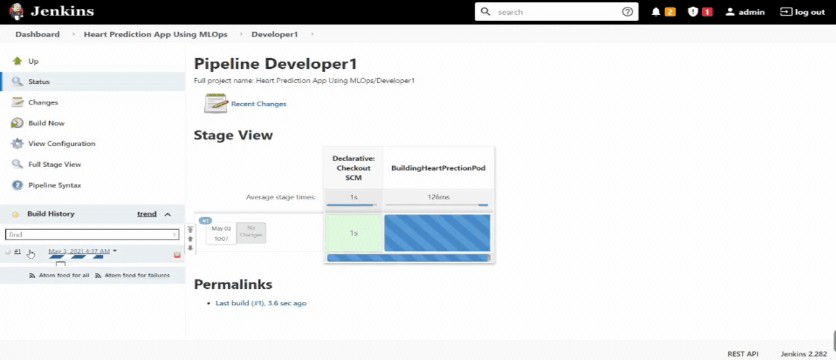 Jenkins
search
2
1
admin
log out
Dashboard
Heart Prediction App Using MLOps
Developer1
Up
Status
Changes
Build Now
View Configuration
Full Stage View
Pipeline Syntax
Build History
trend
find
#1
May 3, 2021 4:37 AM
Atom feed for all
Atom feed for failures
Pipeline Developer1
Full project name: Heart Prediction App Using MLOps/Developer1
Recent Changes
Stage View
Declarative:
Checkout
SCM
BuildingHeartPrectionPod
Average stage times:
1s
126ms
#1
May 03
No
Changes
1s
Permalinks
Last build (#1), 3.6 sec ago
REST API
Jenkins 2.282